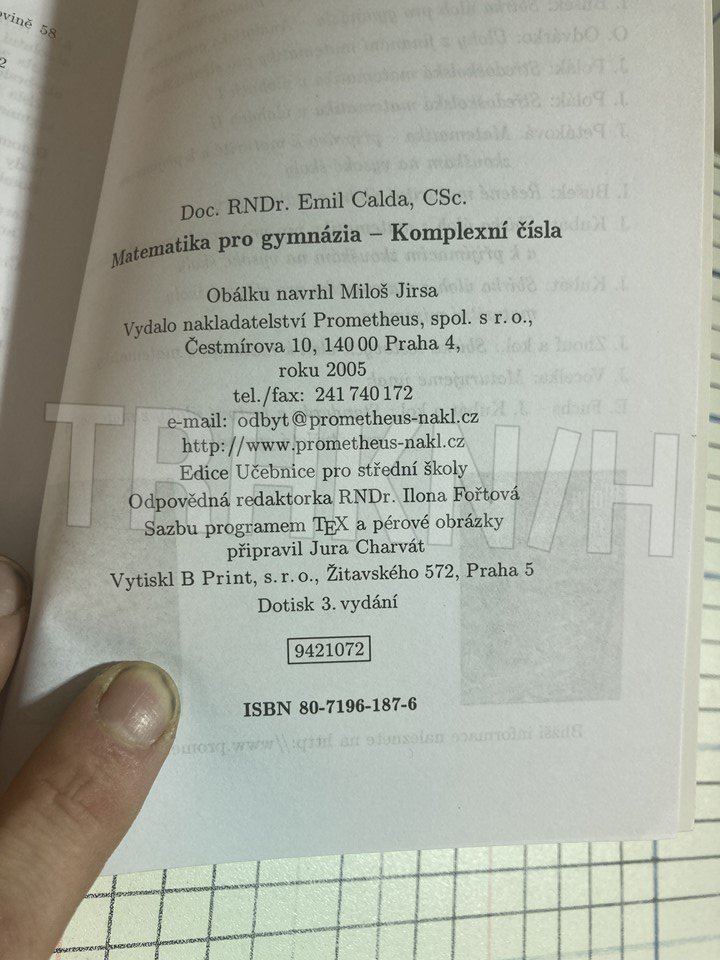 ovině 58
2
Doc. RNDr. Emil Calda, CSc.
Matematika pro gymnázia – Komplexní čísla
Obálku navrhl Miloš Jirsa
Vydalo nakladatelství Prometheus, spol. s r. o.,
Čestmírova 10, 140 00 Praha 4,
roku 2005
tel./fax: 241 740 172
e-mail: odbyt@prometheus-nakl.cz
http://www.prometheus-nakl.cz
Edice Učebnice pro střední školy
Odpovědná redaktorka RNDr. Ilona Fořtová
Sazbu programem TEX a pérové obrázky
připravil Jura Charvát
Vytiskl B Print, s. r. o., Žitavského 572, Praha 5
Dotisk 3. vydání
9421072
ISBN 80-7196-187-6